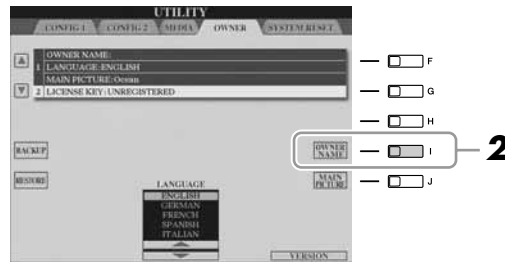 UTILITY
CONFIG 1 CONFIG 2 MEDIA OWNER SYSTEM RESET
OWNER NAME:
1 LANGUAGE:ENGLISH
MAIN PICTURE:Ocean
2 LICENSE KEY:UNREGISTERED
F
G
H
BACKUP
OWNER NAME
I
2
RESTORE
LANGUAGE
MAIN PICTURE
J
ENGLISH
GERMAN
FRENCH
SPANISH
ITALIAN
VERSION